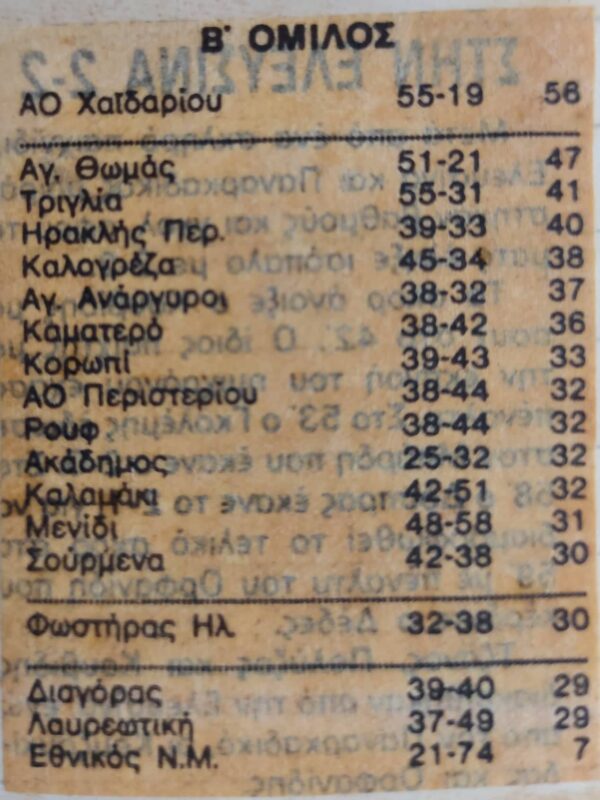 Β΄ ΟΜΙΛΟΣ
ΑΟ Χαϊδαρίου 55-19 56
Αγ. Θωμάς 51-21 47
Τριγλία 55-31 41
Ηρακλής Περ. 39-33 40
Καλογρέζα 45-34 38
Αγ. Ανάργυροι 38-32 37
Καματερό 38-42 36
Κορωπί 39-43 33
ΑΟ Περιστερίου 38-44 32
Ρουφ 38-44 32
Ακάδημος 25-32 32
Καλαμάκι 42-51 32
Μενίδι 48-58 31
Σούρμενα 42-38 30
Φωστήρας Ηλ. 32-38 30
Διαγόρας 39-40 29
Λαυρεωτική 37-49 29
Εθνικός Ν.Μ. 21-74 7